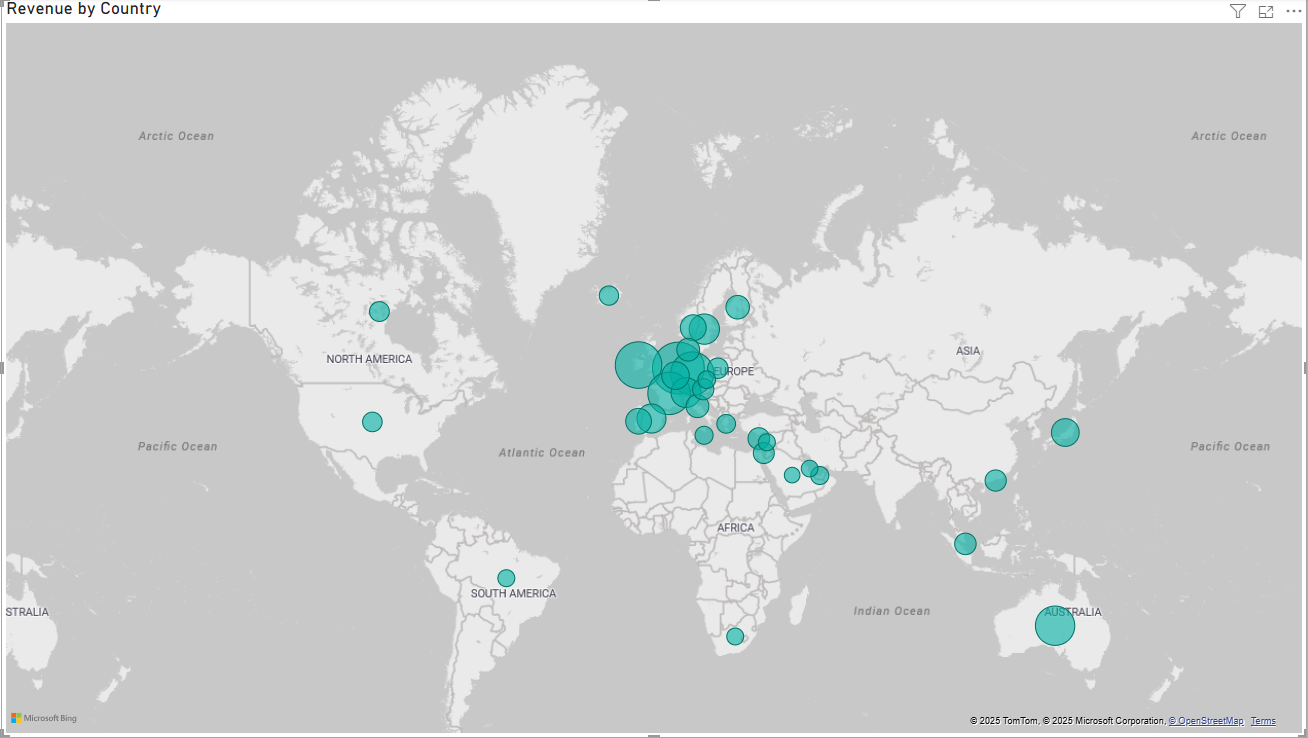 Revenue by Country
Arctic Ocean
Arctic Ocean
NORTH AMERICA
ASIA
EUROPE
Pacific Ocean
Atlantic Ocean
Pacific Ocean
AFRICA
SOUTH AMERICA
Indian Ocean
STRALIA
AUSTRALIA
Microsoft Bing
© 2025 TomTom, © 2025 Microsoft Corporation, © OpenStreetMap Terms